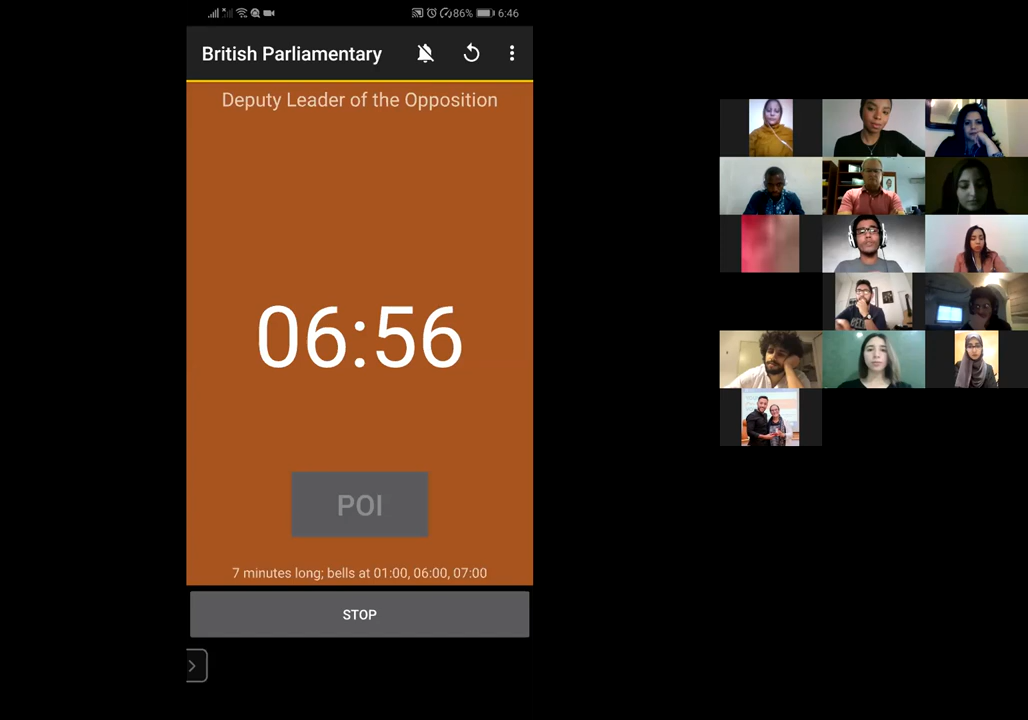 86% 6:46
British Parliamentary
Deputy Leader of the Opposition
06:56
POI
7 minutes long; bells at 01:00, 06:00, 07:00
STOP